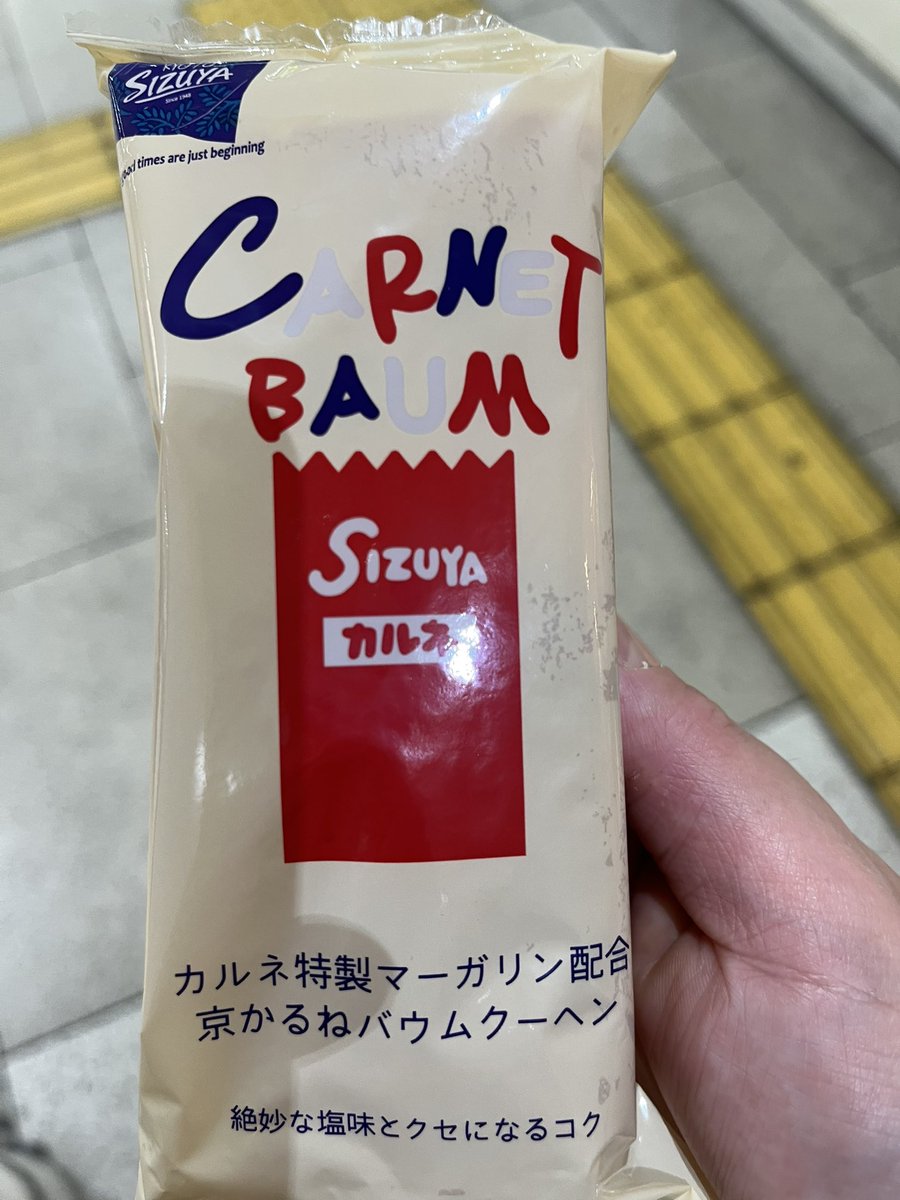 SIZUYA
Since 1948
times are just beginning
CARNET
BAUM
SIZUYA
カルネ
カルネ特製マーガリン配合
京かるねバウムクーヘン
絶妙な塩味とクセになるコク